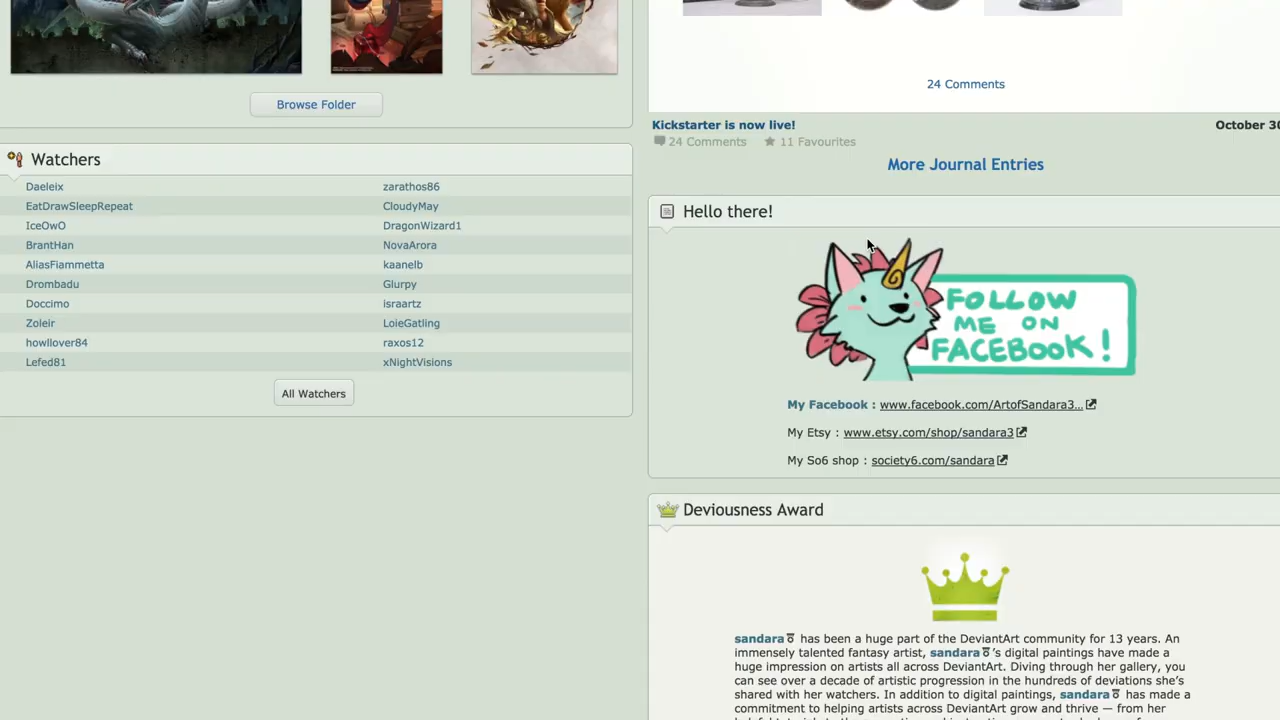 24 Comments
Browse Folder
Kickstarter is now live!
October 30
24 Comments
11 Favourites
More Journal Entries
Watchers
Daeleix
zarathos86
EatDrawSleepRepeat
CloudyMay
IceOwO
DragonWizard1
BrantHan
NovaArora
AliasFiammetta
kaanelb
Drombadu
Glurpy
Doccimo
israartz
Zoleir
LoieGatling
howllover84
raxos12
Lefed81
xNightVisions
All Watchers
Hello there!
FOLLOW
ME ON
FACEBOOK!
My Facebook : www.facebook.com/ArtofSandara3...
My Etsy : www.etsy.com/shop/sandara3
My So6 shop : society6.com/sandara
Deviousness Award
sandara has been a huge part of the DeviantArt community for 13 years. An
immensely talented fantasy artist, sandara's digital paintings have made a
huge impression on artists all across DeviantArt. Diving through her gallery, you
can see over a decade of artistic progression in the hundreds of deviations she's
shared with her watchers. In addition to digital paintings, sandara has made a
commitment to helping artists across DeviantArt grow and thrive — from her